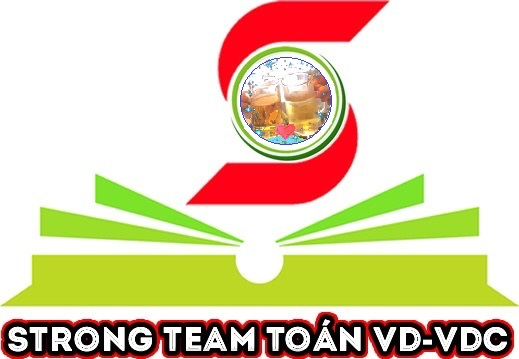 S
STRONG TEAM TOÁN VD-VDC